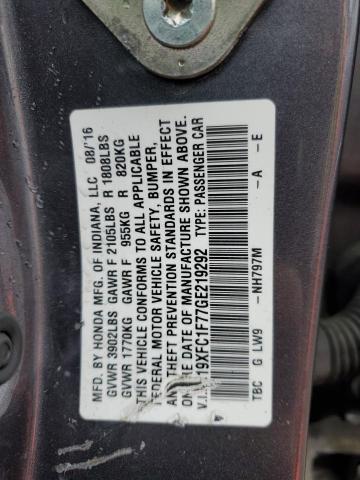 MFD. BY HONDA MFG. OF INDIANA, LLC 08/'16
GVWR 3902LBS GAWR F 2105LBS R 1808LBS
GVWR 1770KG GAWR F 955KG R 820KG
THIS VEHICLE CONFORMS TO ALL APPLICABLE
FEDERAL MOTOR VEHICLE SAFETY, BUMPER,
AND THEFT PREVENTION STANDARDS IN EFFECT
ON THE DATE OF MANUFACTURE SHOWN ABOVE.
V.I. 19XFC1F77GE219292 TYPE: PASSENGER CAR
TBC G LW9 -NH797M -A -E